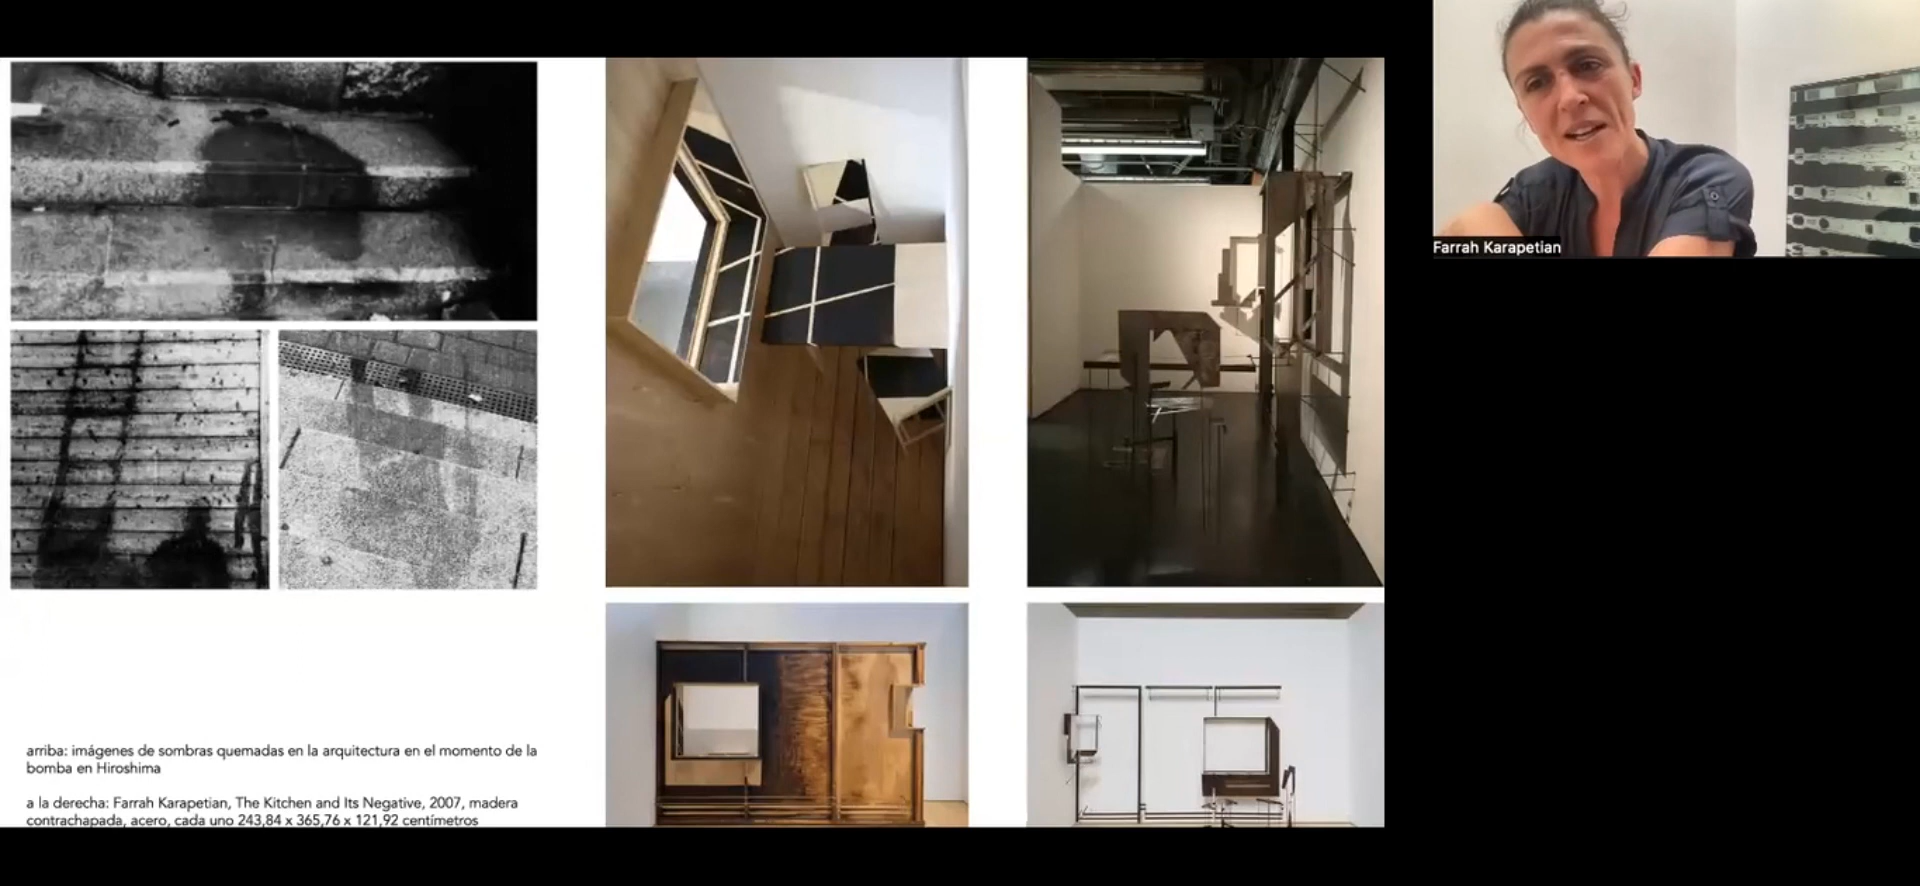 Farrah Karapetian
arriba: imágenes de sombras quemadas en la arquitectura en el momento de la
bomba en Hiroshima
a la derecha: Farrah Karapetian, The Kitchen and Its Negative, 2007, madera
contrachapada, acero, cada uno 243,84 x 365,76 x 121,92 centímetros